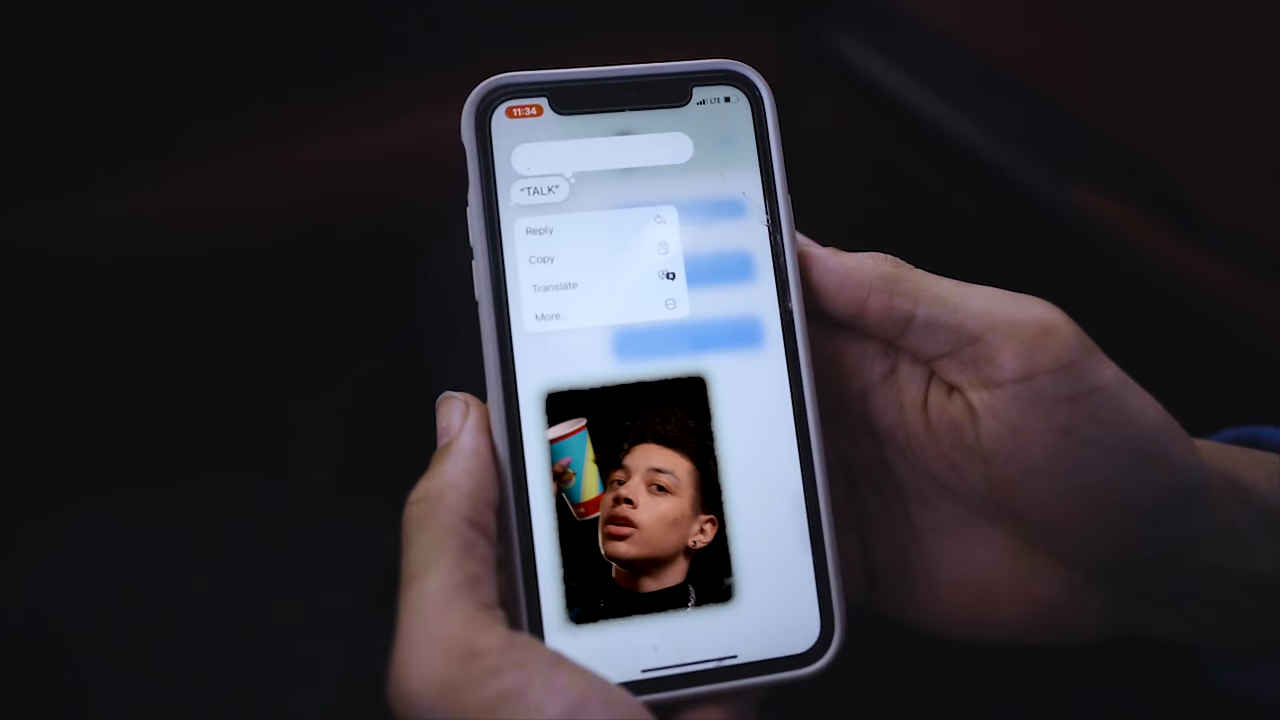 11:34
LTE
“TALK”
Reply
Copy
Translate
More...